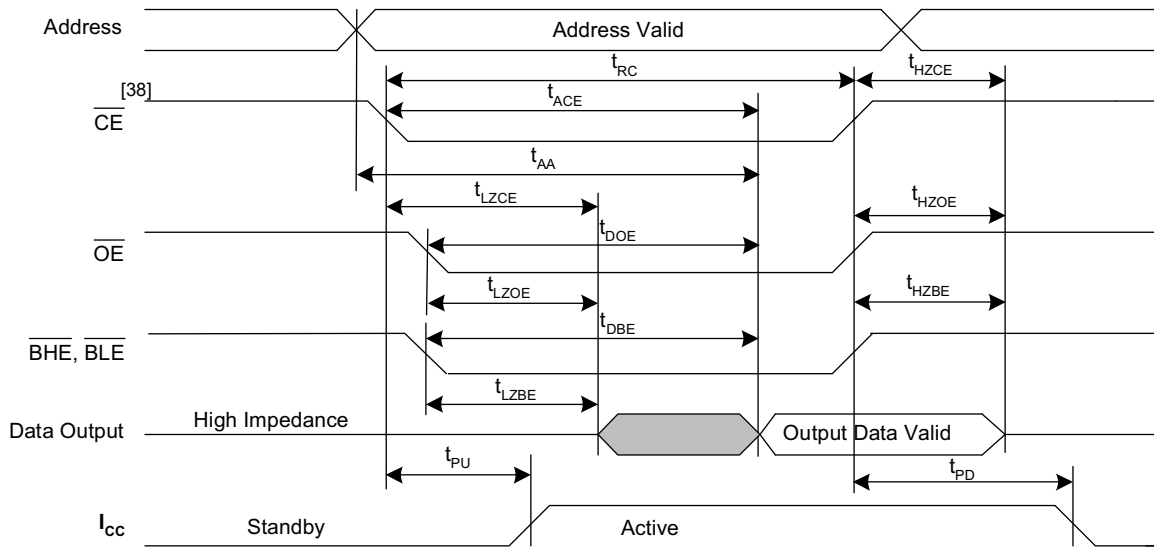 Address
Address Valid
tRC
tHZCE
[38]
CE
tACE
tAA
tLZCE
tHZOE
OE
tDOE
tLZOE
tHZBE
tDBE
BHE, BLE
tLZBE
High Impedance
Data Output
Output Data Valid
tPU
tPD
ICC
Standby
Active